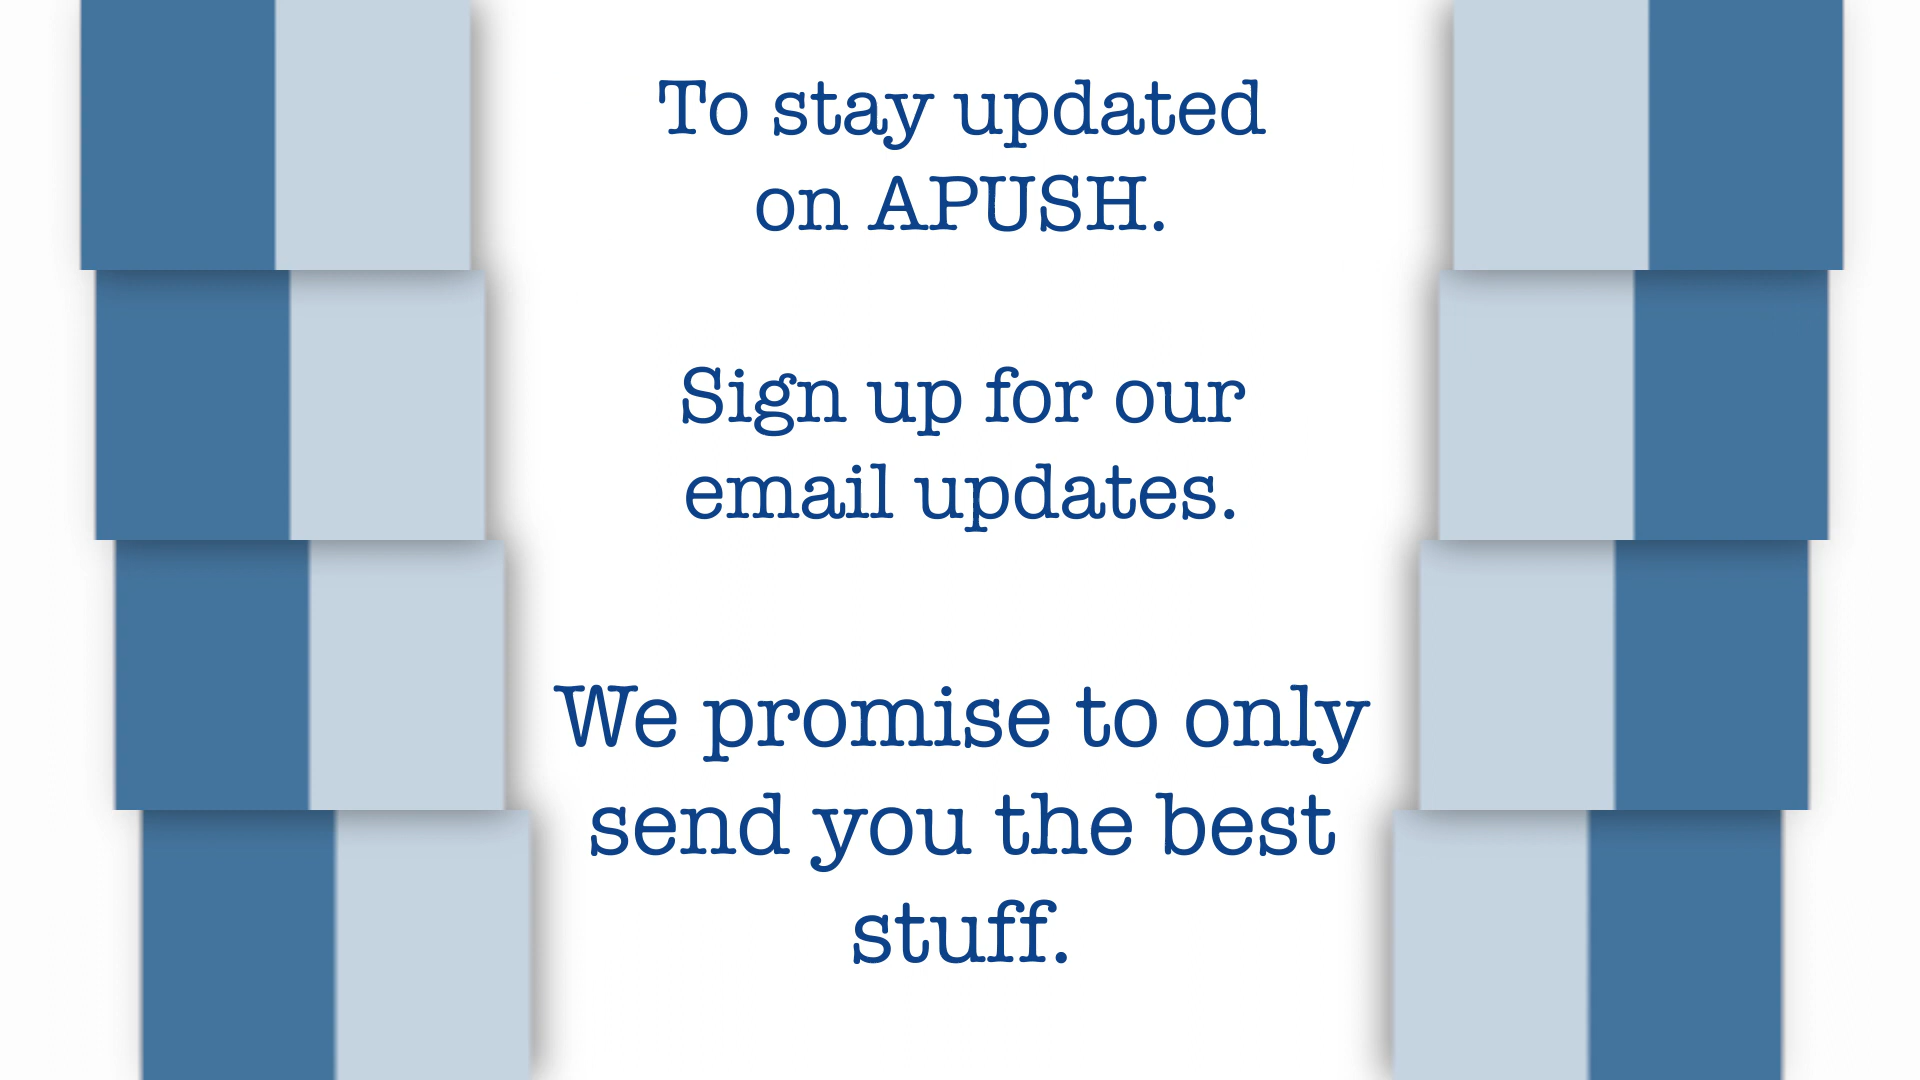 To stay updated
on APUSH.
Sign up for our
email updates.
We promise to only
send you the best
stuff.